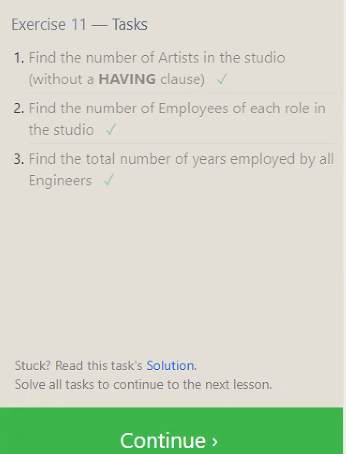 Exercise 11 — Tasks
1. Find the number of Artists in the studio
(without a HAVING clause) ✓
2. Find the number of Employees of each role in
the studio ✓
3. Find the total number of years employed by all
Engineers ✓
Stuck? Read this task's Solution.
Solve all tasks to continue to the next lesson.
Continue ›